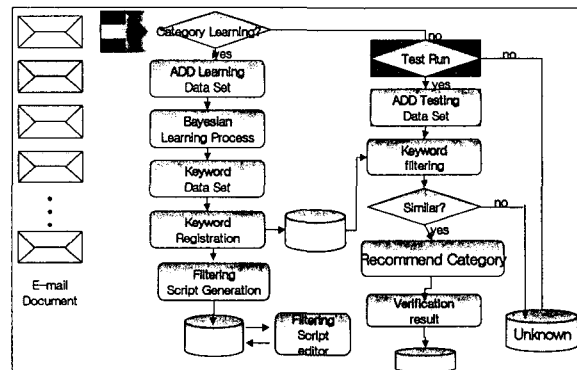 Category Learning?
no
Test Run
no
yes
yes
ADD Learning
Data Set
ADD Testing
Data Set
Bayesian
Learning Process
Keyword
filtering
Keyword
Data Set
Similar?
no
Keyword
Registration
yes
Recommend Category
E-mail
Document
Filtering
Script Generation
Verification
result
Filtering
Script
editor
Unknown